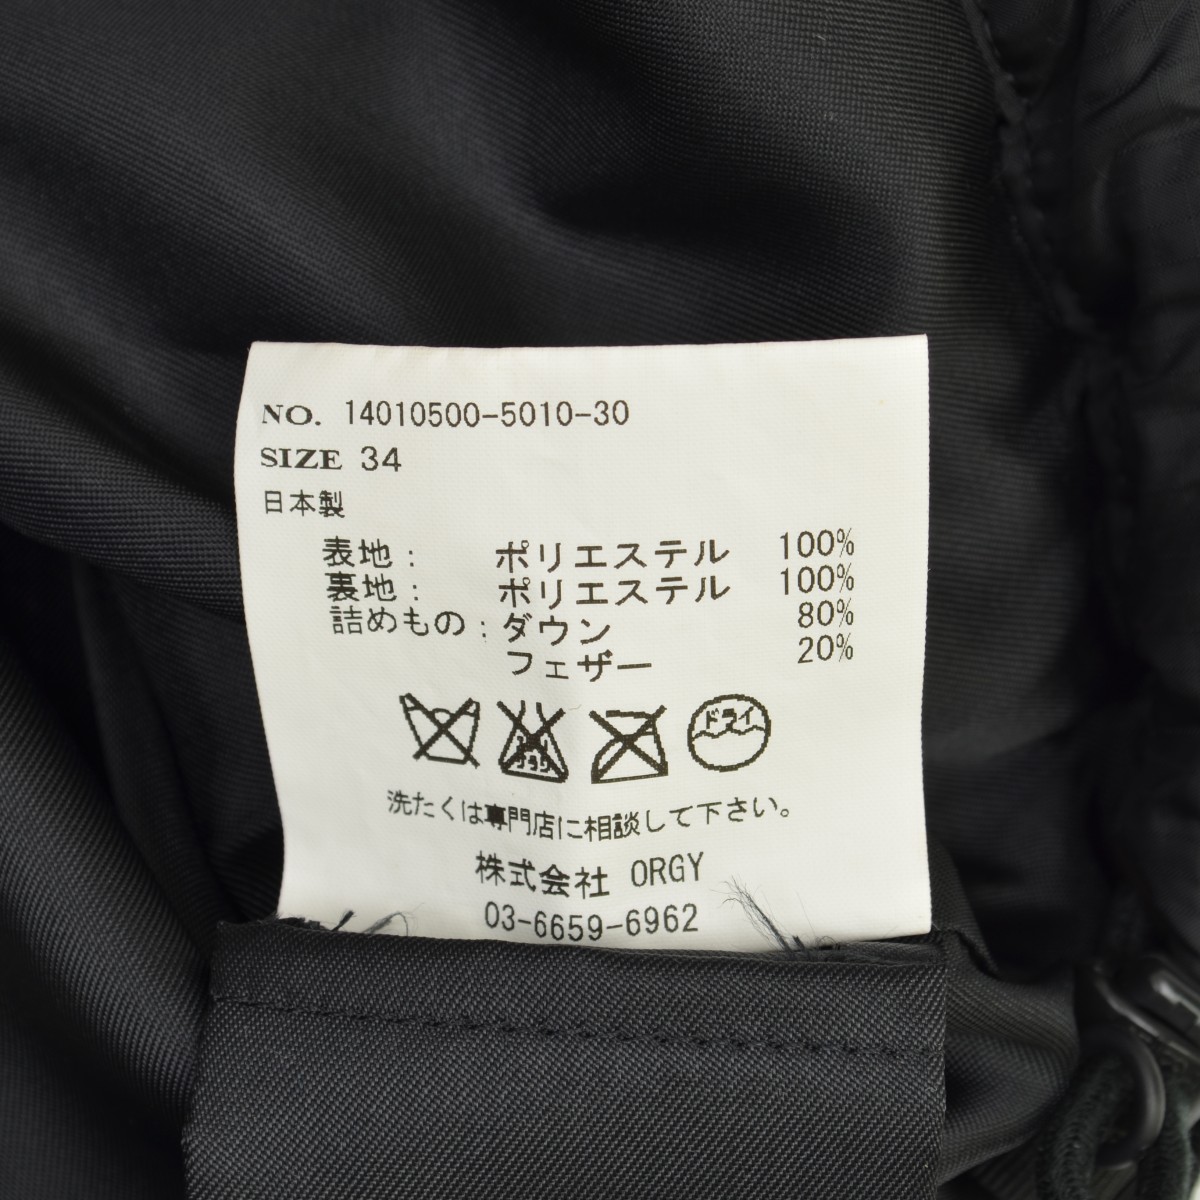 NO. 14010500-5010-30
SIZE 34
日本製
表地： ポリエステル 100%
裏地： ポリエステル 100%
詰めもの：ダウン 80%
フェザー 20%
ドライ
洗たくは専門店に相談して下さい。
株式会社 ORGY
03-6659-6962